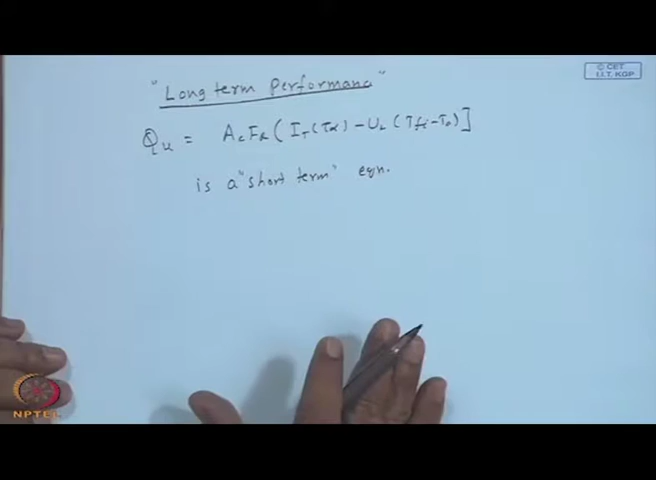 © CET
I.I.T. KGP
"Long term performance"
Qu = AcFR ( IT (τα) - UL ( Tfi - Ta) ]
is a "short term" eqn.
NPTEL